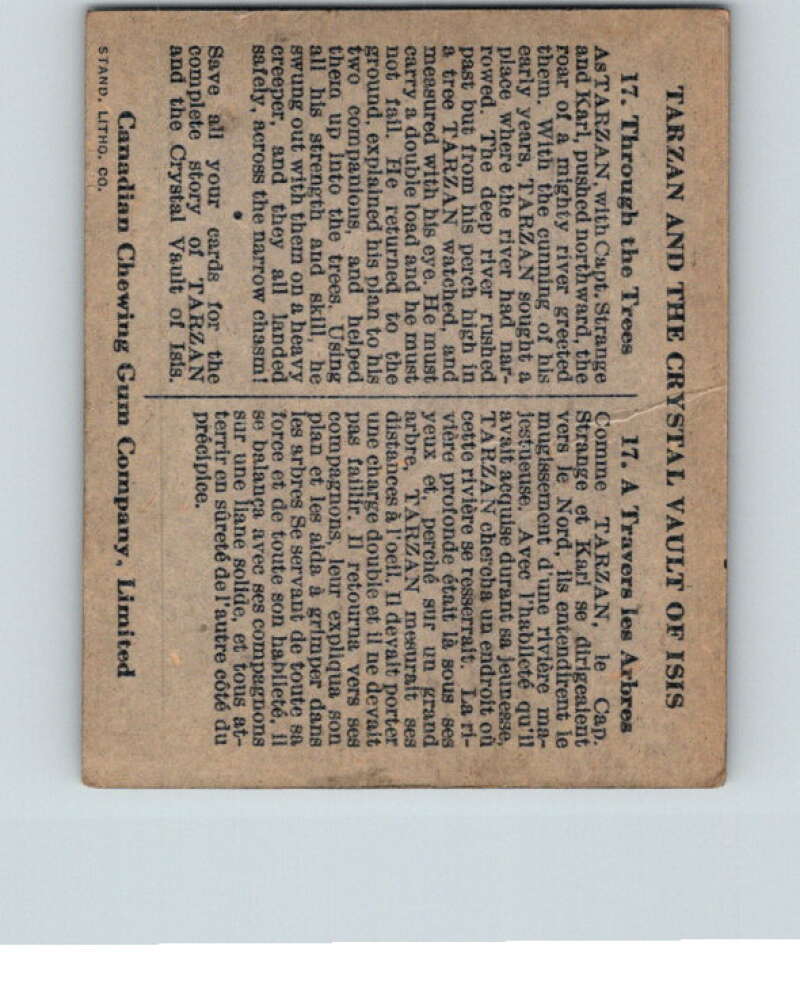 TARZAN AND THE CRYSTAL VAULT OF ISIS
17. Through the Trees
As TARZAN, with Capt. Strange
and Karl, pushed northward, the
roar of a mighty river greeted
them. With the cunning of his
early years, TARZAN sought a
place where the river had nar-
rowed. The deep river rushed
past but from his perch high in
a tree TARZAN watched, and
measured with his eye. He must
carry a double load and he must
not fail. He returned to the
ground, explained his plan to his
two companions, and helped
them up into the trees. Using
all his strength and skill, he
swung out with them on a heavy
creeper, and they all landed
safely, across the narrow chasm!
Save all your cards for the
complete story of TARZAN
and the Crystal Vault of Isis.
17. A Travers les Arbres
Comme TARZAN, le Cap.
Strange et Karl se dirigeaient
vers le Nord, ils entendirent le
mugissement d'une rivière ma-
jestueuse. Avec l'habileté qu'il
avait acquise durant sa jeunesse,
TARZAN chercha un endroit où
cette rivière se resserrait. La ri-
vière profonde était là sous ses
yeux et, perché sur un grand
arbre, TARZAN mesurait ses
distances à l'oeil. Il devait porter
une charge double et il ne devait
pas faillir. Il retourna vers ses
compagnons, leur expliqua son
plan et les aida à grimper dans
les arbres Se servant de toute sa
force et de toute son habileté, il
se balança avec ses compagnons
sur une liane solide, et tous at-
terrir en sûreté de l'autre côté du
précipice.
Canadian Chewing Gum Company, Limited
STAND. LITHO. CO.